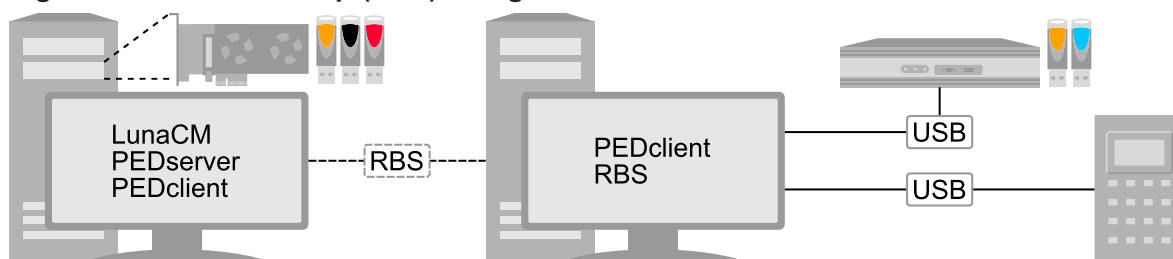 LunaCM
PEDserver
PEDclient
RBS
PEDclient
RBS
USB
USB